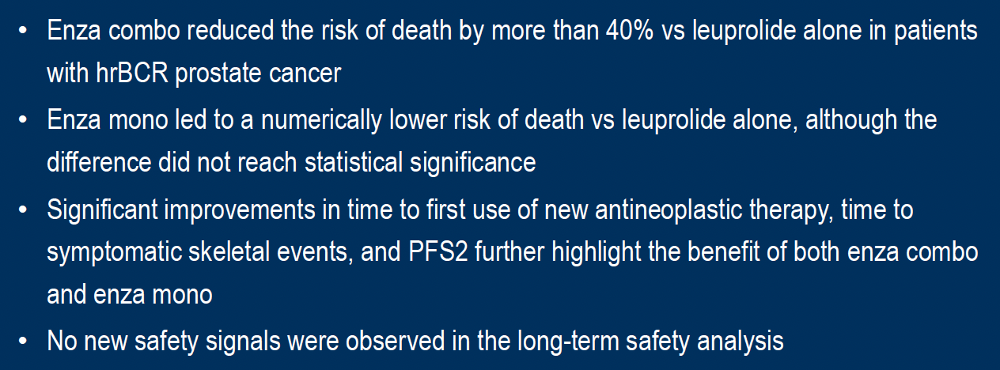 • Enza combo reduced the risk of death by more than 40% vs leuprolide alone in patients
with hrBCR prostate cancer
• Enza mono led to a numerically lower risk of death vs leuprolide alone, although the
difference did not reach statistical significance
• Significant improvements in time to first use of new antineoplastic therapy, time to
symptomatic skeletal events, and PFS2 further highlight the benefit of both enza combo
and enza mono
• No new safety signals were observed in the long-term safety analysis